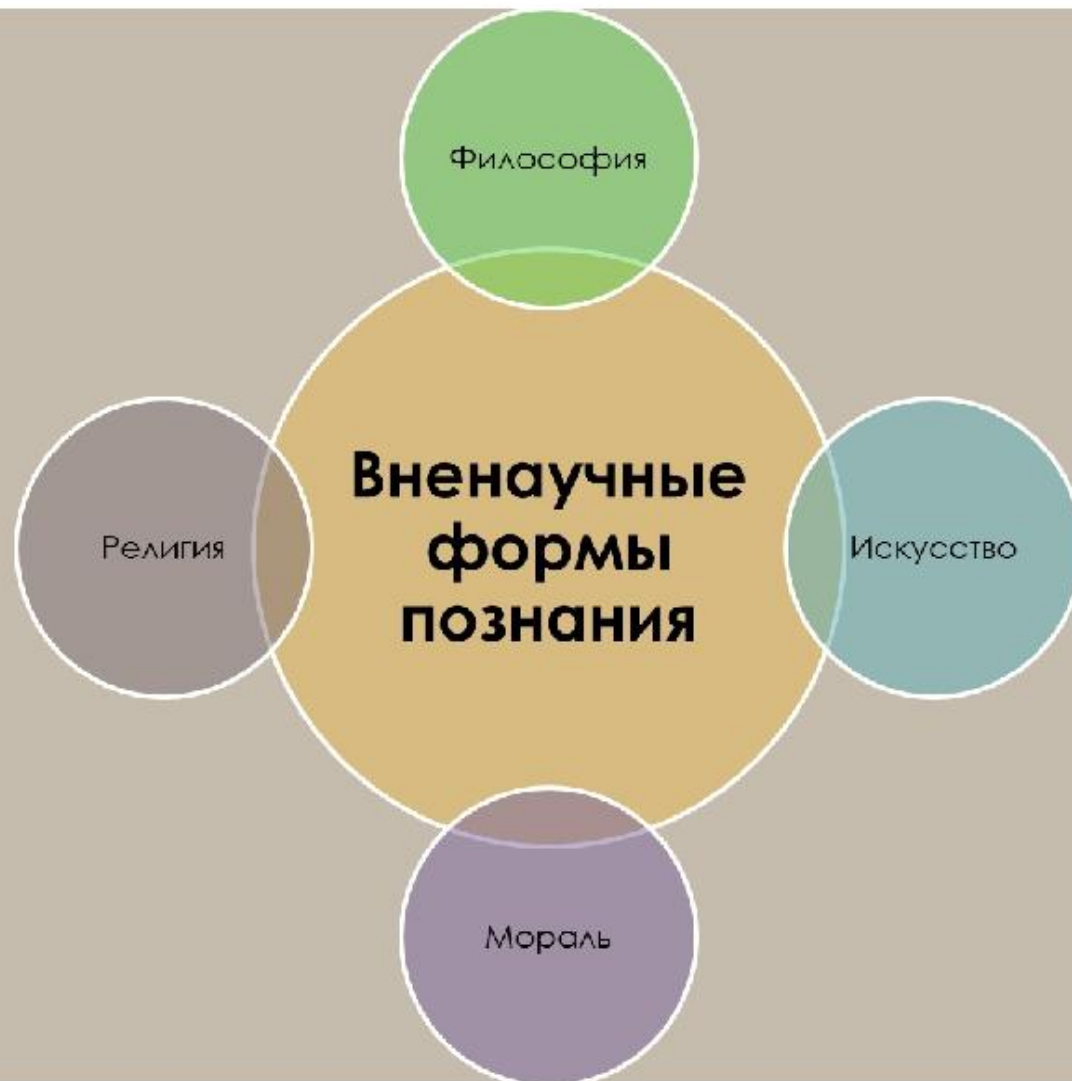 Философия
Религия
Вненаучные
формы
познания
Искусство
Мораль